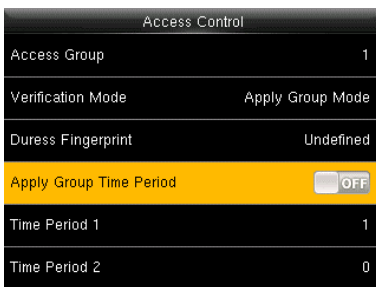 Access Control
Access Group 1
Verification Mode Apply Group Mode
Duress Fingerprint Undefined
Apply Group Time Period OFF
Time Period 1 1
Time Period 2 0